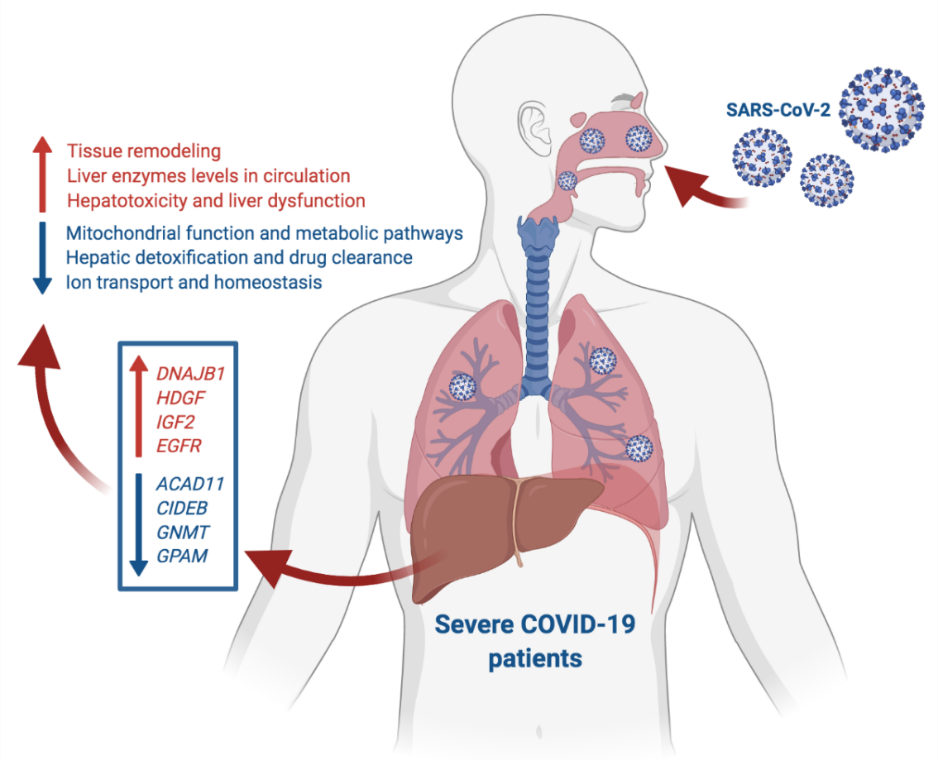 SARS-CoV-2
Tissue remodeling
Liver enzymes levels in circulation
Hepatotoxicity and liver dysfunction
Mitochondrial function and metabolic pathways
Hepatic detoxification and drug clearance
Ion transport and homeostasis
DNAJB1
HDGF
IGF2
EGFR
ACAD11
CIDEB
GNMT
GPAM
Severe COVID-19
patients